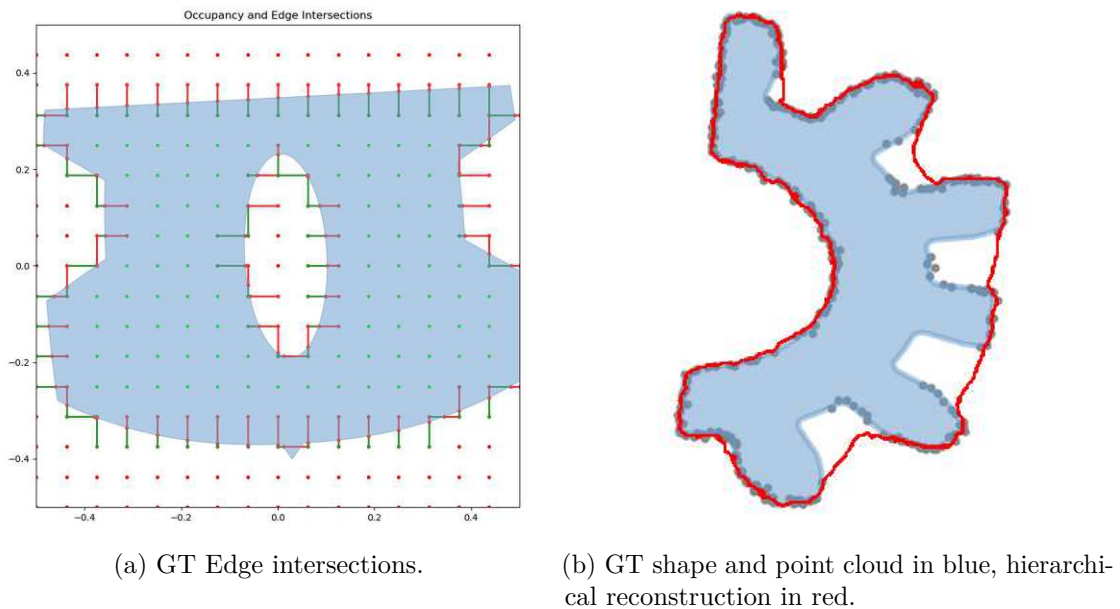 Occupancy and Edge Intersections
0.4
0.2
0.0
−0.2
−0.4
−0.4 −0.2 0.0 0.2 0.4
(a) GT Edge intersections.
(b) GT shape and point cloud in blue, hierarchi-
cal reconstruction in red.